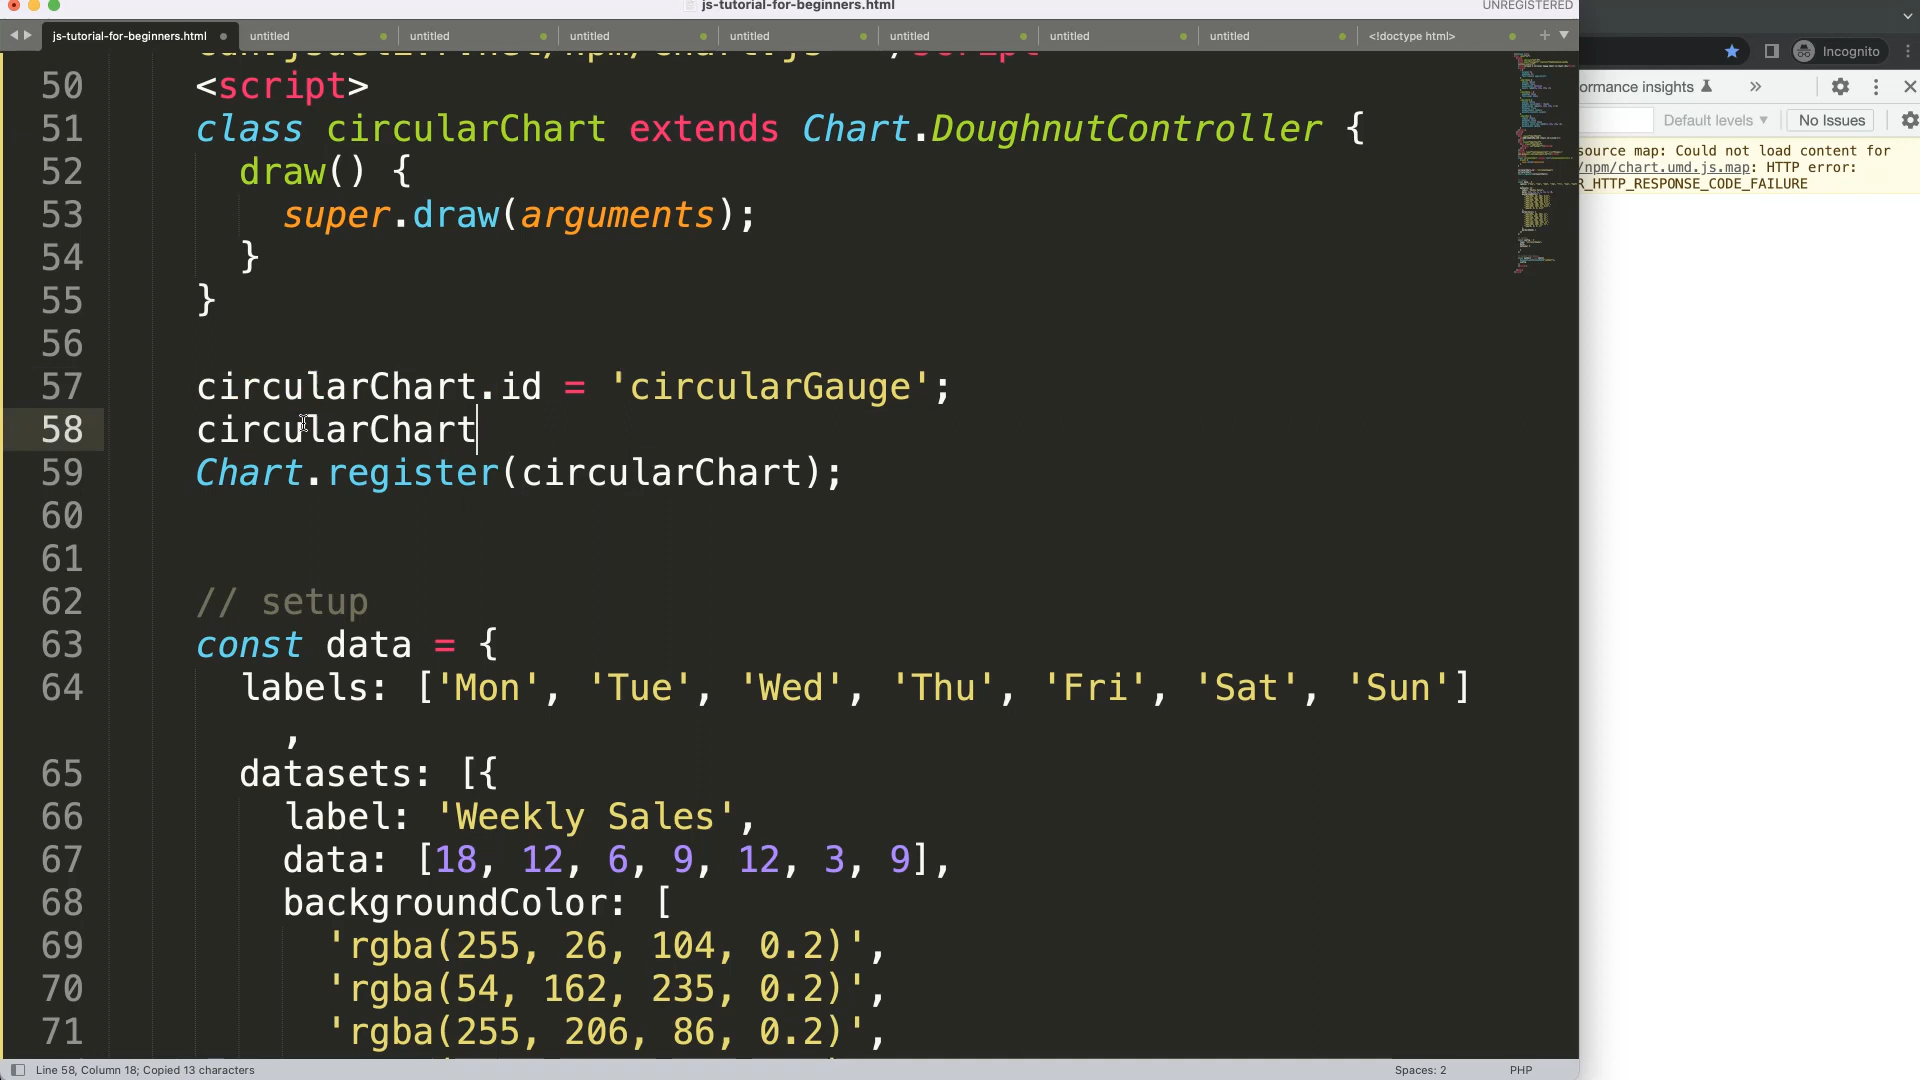 js-tutorial-for-beginners.html
UNREGISTERED
js-tutorial-for-beginners.html untitled untitled untitled untitled untitled untitled untitled <!doctype html>
Incognito
ormance insights
Default levels ▼ No Issues
source map: Could not load content for
/npm/chart.umd.js.map: HTTP error:
R_HTTP_RESPONSE_CODE_FAILURE
50 <script>
51 class circularChart extends Chart.DoughnutController {
52 draw() {
53 super.draw(arguments);
54 }
55 }
56
57 circularChart.id = 'circularGauge';
58 circularChart
59 Chart.register(circularChart);
60
61
62 // setup
63 const data = {
64 labels: ['Mon', 'Tue', 'Wed', 'Thu', 'Fri', 'Sat', 'Sun']
,
65 datasets: [{
66 label: 'Weekly Sales',
67 data: [18, 12, 6, 9, 12, 3, 9],
68 backgroundColor: [
69 'rgba(255, 26, 104, 0.2)',
70 'rgba(54, 162, 235, 0.2)',
71 'rgba(255, 206, 86, 0.2)',
Line 58, Column 18; Copied 13 characters
Spaces: 2 PHP